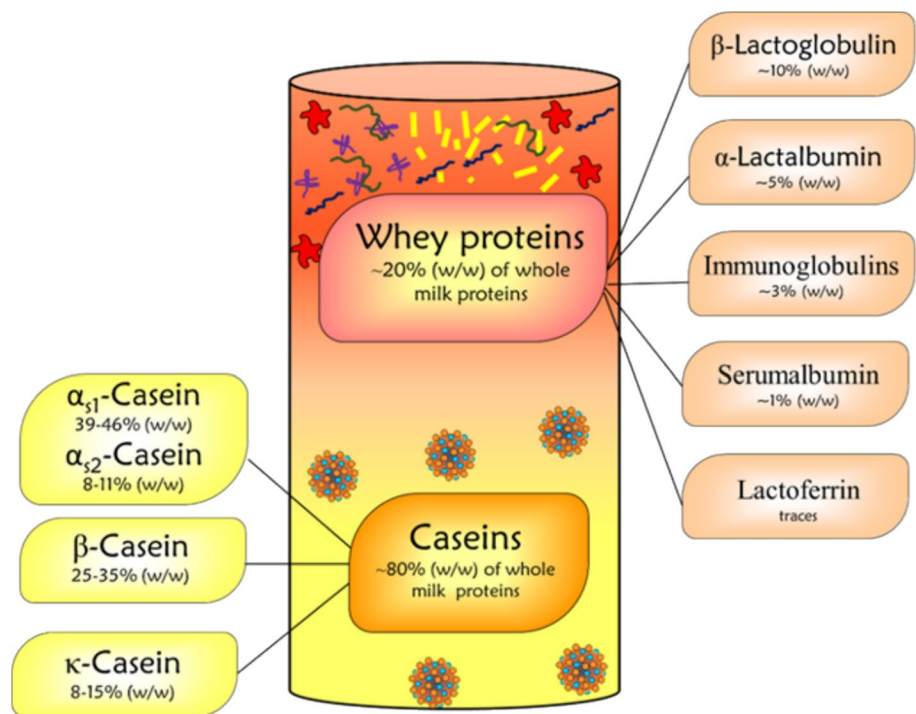 β-Lactoglobulin
~10% (w/w)
α-Lactalbumin
~5% (w/w)
Whey proteins
~20% (w/w) of whole
milk proteins
Immunoglobulins
~3% (w/w)
Serumalbumin
~1% (w/w)
Lactoferrin
traces
αs1-Casein
39-46% (w/w)
αs2-Casein
8-11% (w/w)
β-Casein
25-35% (w/w)
κ-Casein
8-15% (w/w)
Caseins
~80% (w/w) of whole
milk proteins